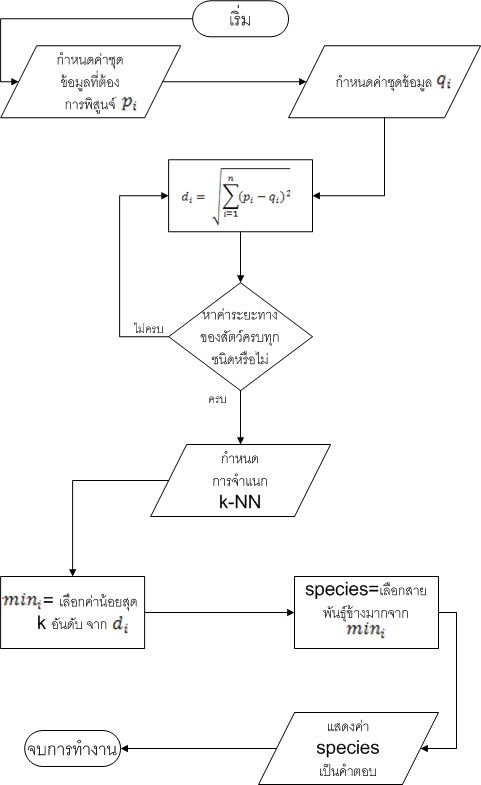 เริ่ม
กำหนดค่าชุด
ข้อมูลที่ต้อง
การพิสูจน์ pᵢ
กำหนดค่าชุดข้อมูล qᵢ
dᵢ = √∑ⁿᵢ₌₁(pᵢ − qᵢ)²
หาค่าระยะทาง
ของสัตว์ครบทุก
ชนิดหรือไม่
ไม่ครบ
ครบ
กำหนด
การจำแนก
k-NN
minᵢ= เลือกค่าน้อยสุด
k อันดับ จาก dᵢ
species=เลือกสาย
พันธุ์ข้างมากจาก
minᵢ
แสดงค่า
species
เป็นคำตอบ
จบการทำงาน